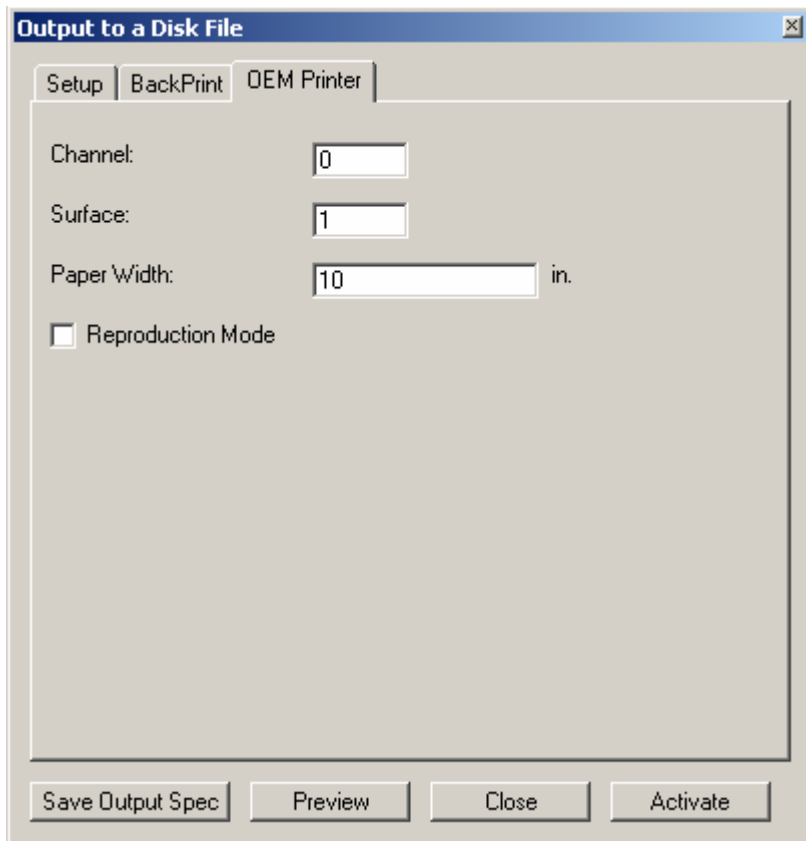 Output to a Disk File
Setup BackPrint OEM Printer
Channel: 0
Surface: 1
Paper Width: 10 in.
Reproduction Mode
Save Output Spec Preview Close Activate